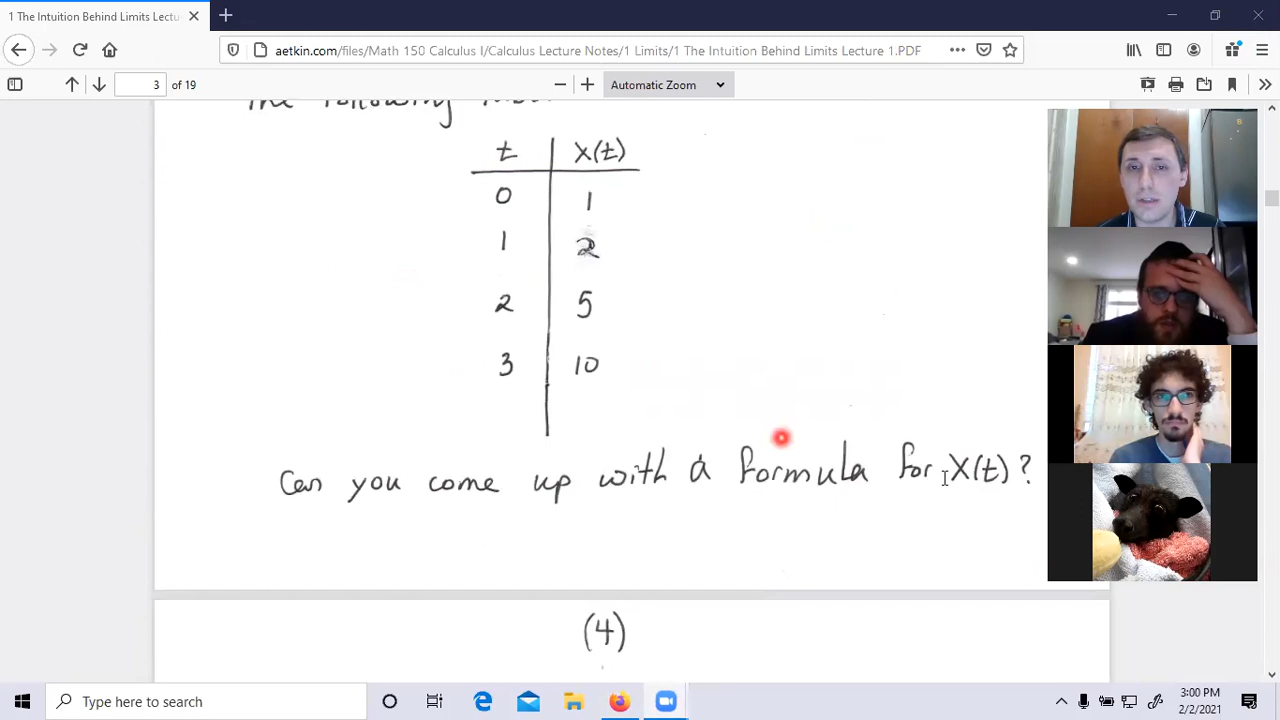 1 The Intuition Behind Limits Lectu
aetkin.com/files/Math 150 Calculus I/Calculus Lecture Notes/1 Limits/1 The Intuition Behind Limits Lecture 1.PDF
3 of 19
Automatic Zoom
The following
t X(t)
0 1
1 2
2 5
3 10
Can you come up with a formula for X(t)?
(4)
Type here to search
3:00 PM
2/2/2021